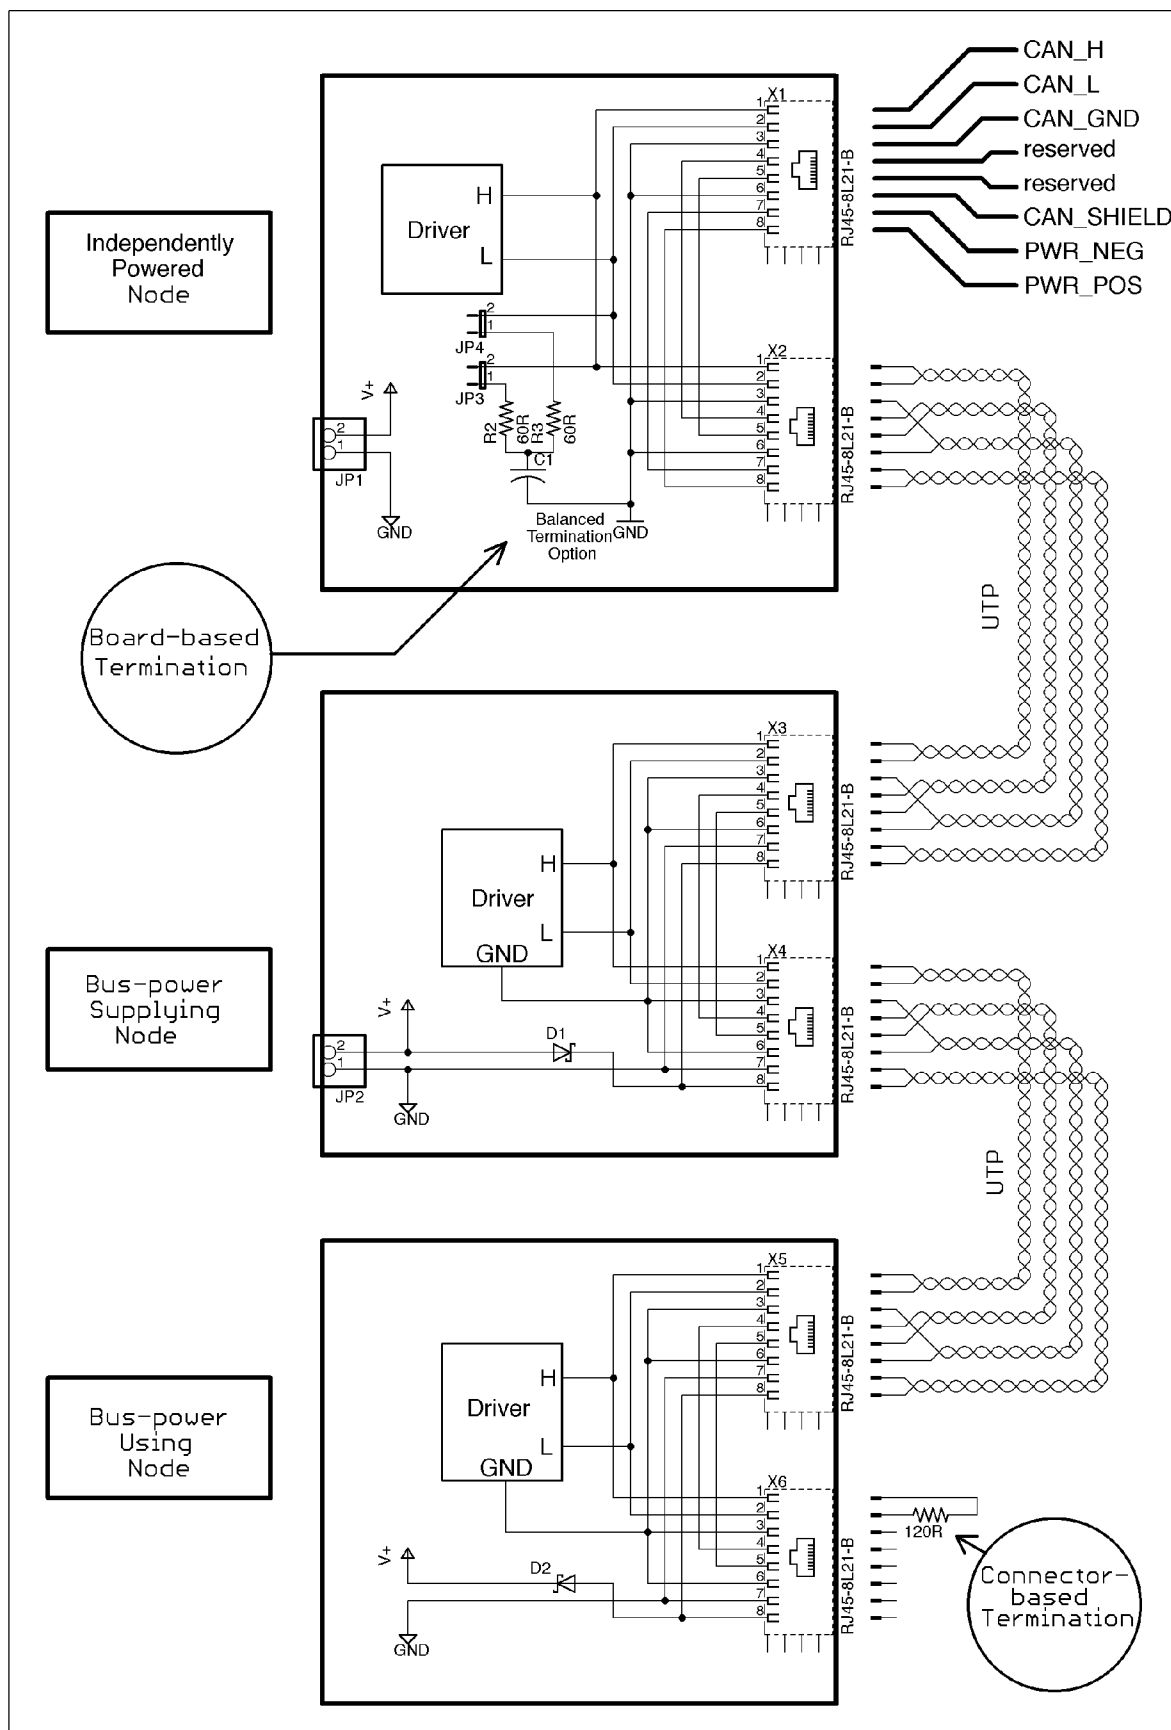 CAN_H
CAN_L
CAN_GND
reserved
reserved
CAN_SHIELD
PWR_NEG
PWR_POS
Independently
Powered
Node
Driver
H
L
X1
1
2
3
4
5
6
7
8
RJ45-8L21-B
JP4
2
1
JP3
2
1
R2
60R
R3
60R
C1
V+
2
1
JP1
GND
Balanced
Termination
Option
GND
X2
1
2
3
4
5
6
7
8
RJ45-8L21-B
UTP
Board-based
Termination
X3
1
2
3
4
5
6
7
8
RJ45-8L21-B
Driver
H
L
GND
Bus-power
Supplying
Node
V+
D1
2
1
JP2
GND
X4
1
2
3
4
5
6
7
8
RJ45-8L21-B
UTP
X5
1
2
3
4
5
6
7
8
RJ45-8L21-B
Driver
H
L
GND
Bus-power
Using
Node
V+
D2
GND
X6
1
2
3
4
5
6
7
8
RJ45-8L21-B
120R
Connector-
based
Termination